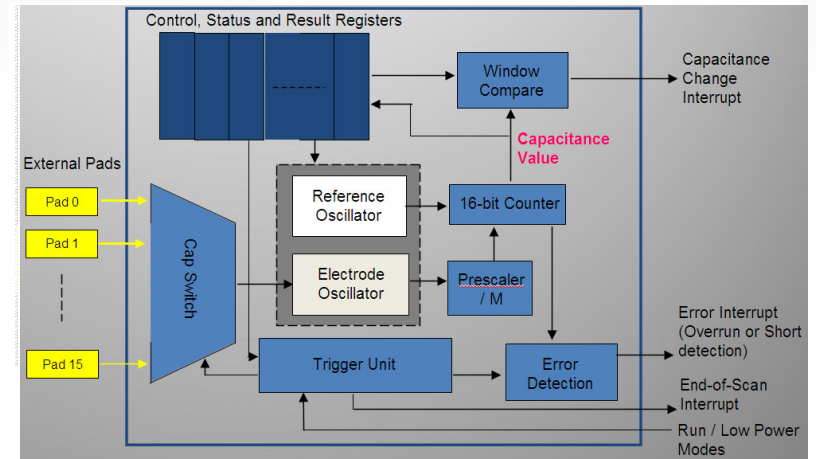 Control, Status and Result Registers
Window
Compare
Capacitance
Change
Interrupt
Capacitance
Value
External Pads
Pad 0
Pad 1
Pad 15
Cap Switch
Reference
Oscillator
Electrode
Oscillator
16-bit Counter
Prescaler
/ M
Trigger Unit
Error
Detection
Error Interrupt
(Overrun or Short
detection)
End-of-Scan
Interrupt
Run / Low Power
Modes